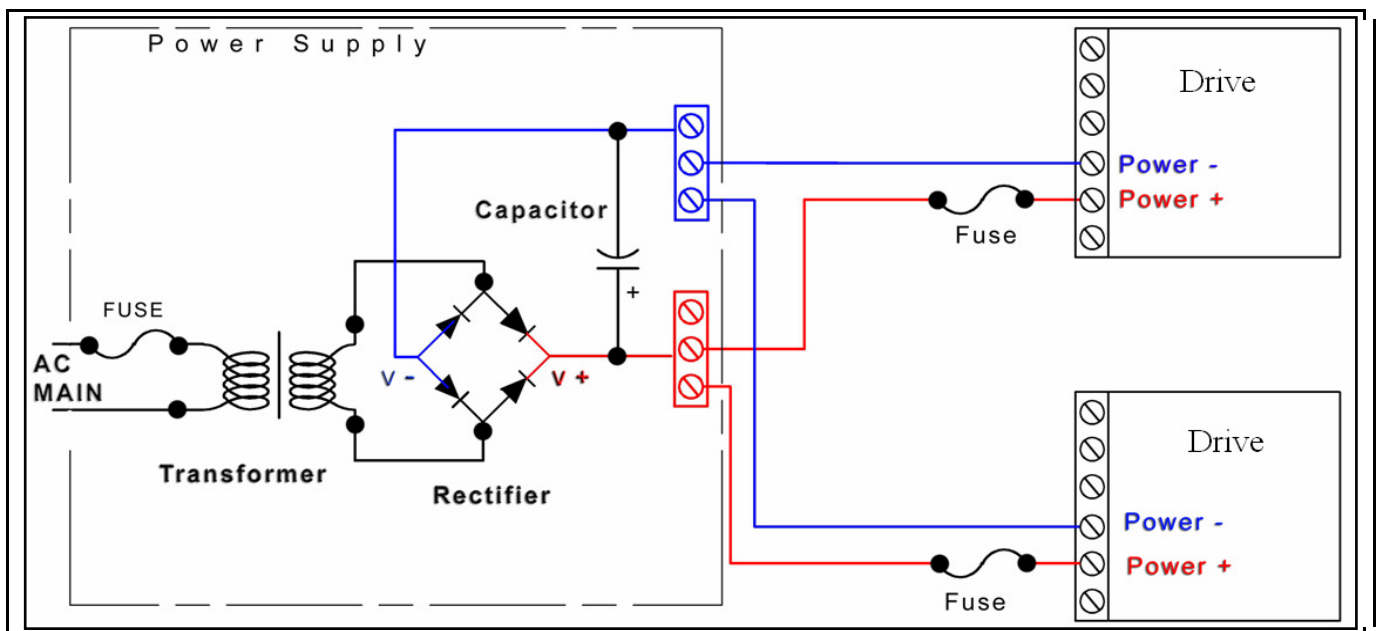 Power Supply
Drive
Power -
Power +
Fuse
Capacitor
+
FUSE
AC
MAIN
V -
V +
Transformer
Rectifier
Drive
Power -
Power +
Fuse